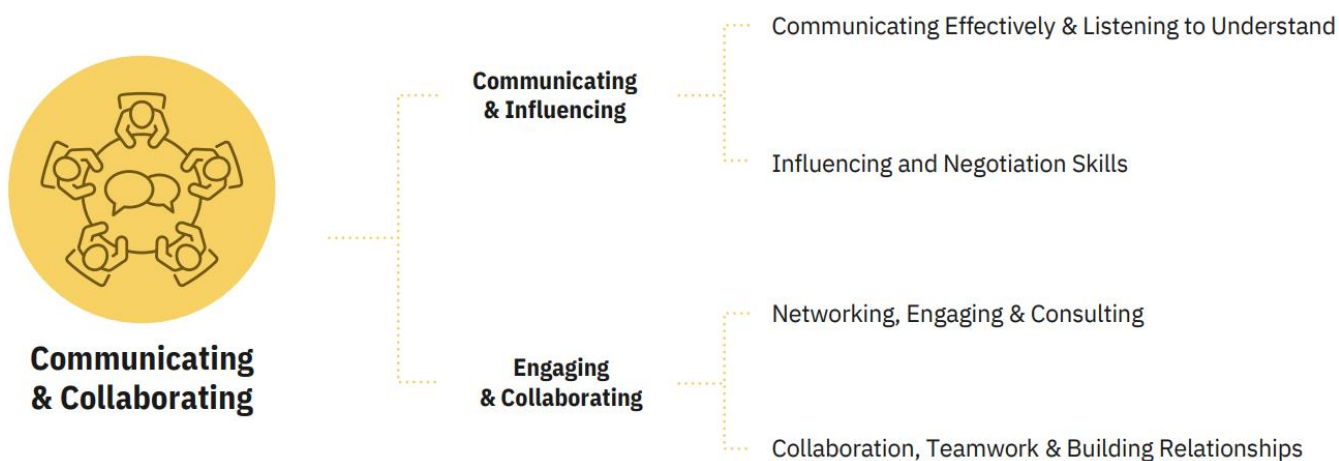 Communicating
& Collaborating
Communicating
& Influencing
Communicating Effectively & Listening to Understand
Influencing and Negotiation Skills
Engaging
& Collaborating
Networking, Engaging & Consulting
Collaboration, Teamwork & Building Relationships